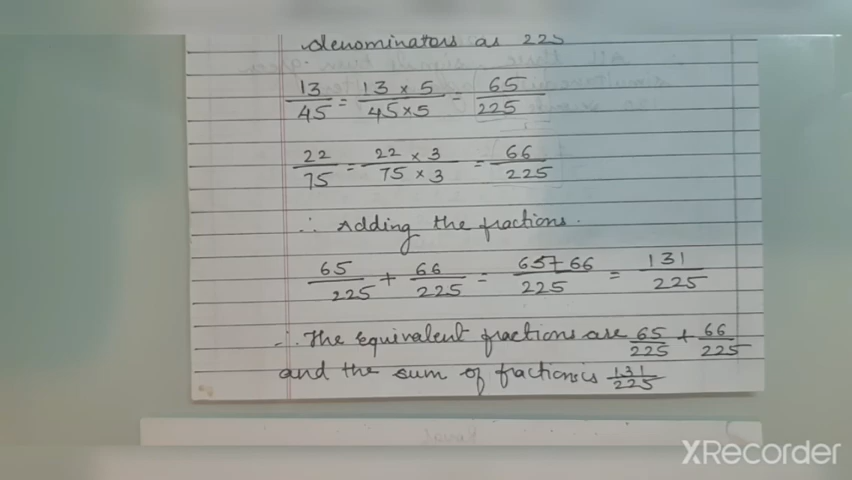 denominators as 225
13/45 = 13 × 5/45 × 5 = 65/225
22/75 = 22 × 3/75 × 3 = 66/225
∴ Adding the fractions.
65/225 + 66/225 = 65+66/225 = 131/225
∴ The equivalent fractions are 65/225 + 66/225
and the sum of fractions is 131/225
XRecorder